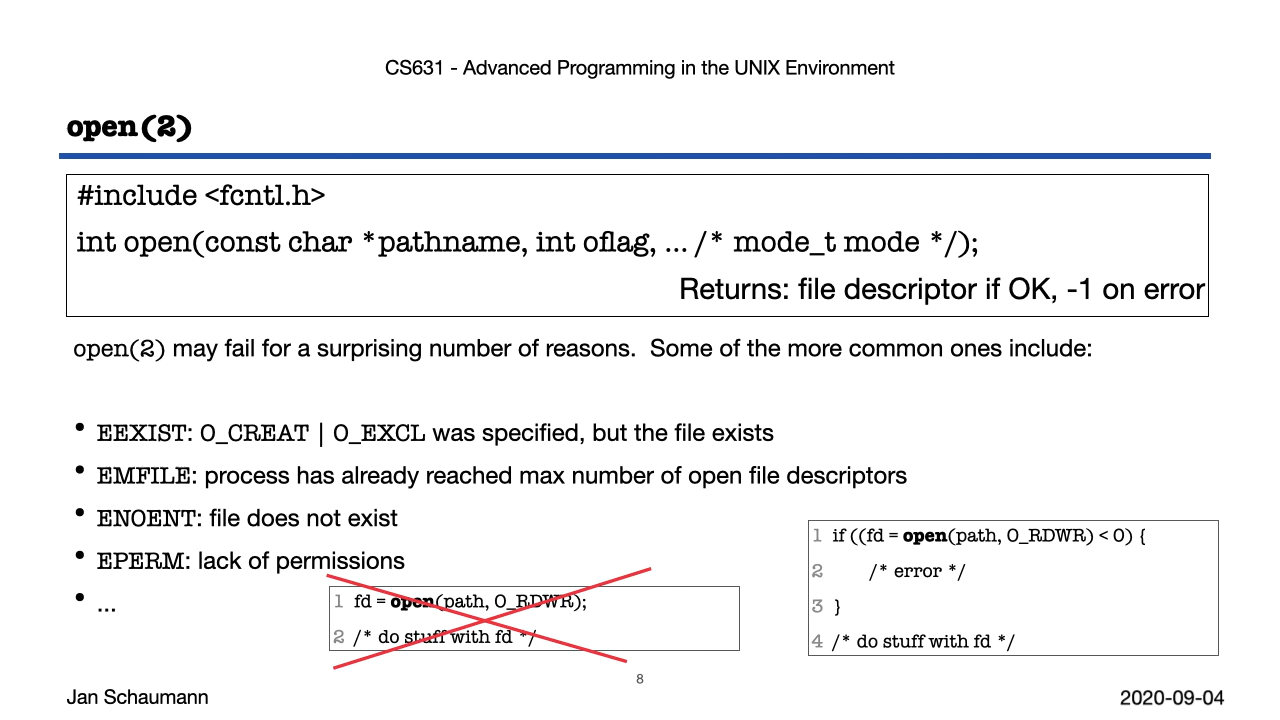 CS631 - Advanced Programming in the UNIX Environment
open(2)
#include <fcntl.h>
int open(const char *pathname, int oflag, ... /* mode_t mode */);
Returns: file descriptor if OK, -1 on error
open(2) may fail for a surprising number of reasons.  Some of the more common ones include:
• EEXIST: O_CREAT | O_EXCL was specified, but the file exists
• EMFILE: process has already reached max number of open file descriptors
• ENOENT: file does not exist
• EPERM: lack of permissions
• ...
1 fd = open(path, O_RDWR);
2 /* do stuff with fd */
1 if ((fd = open(path, O_RDWR) < 0) {
2 /* error */
3 }
4 /* do stuff with fd */
8
Jan Schaumann
2020-09-04